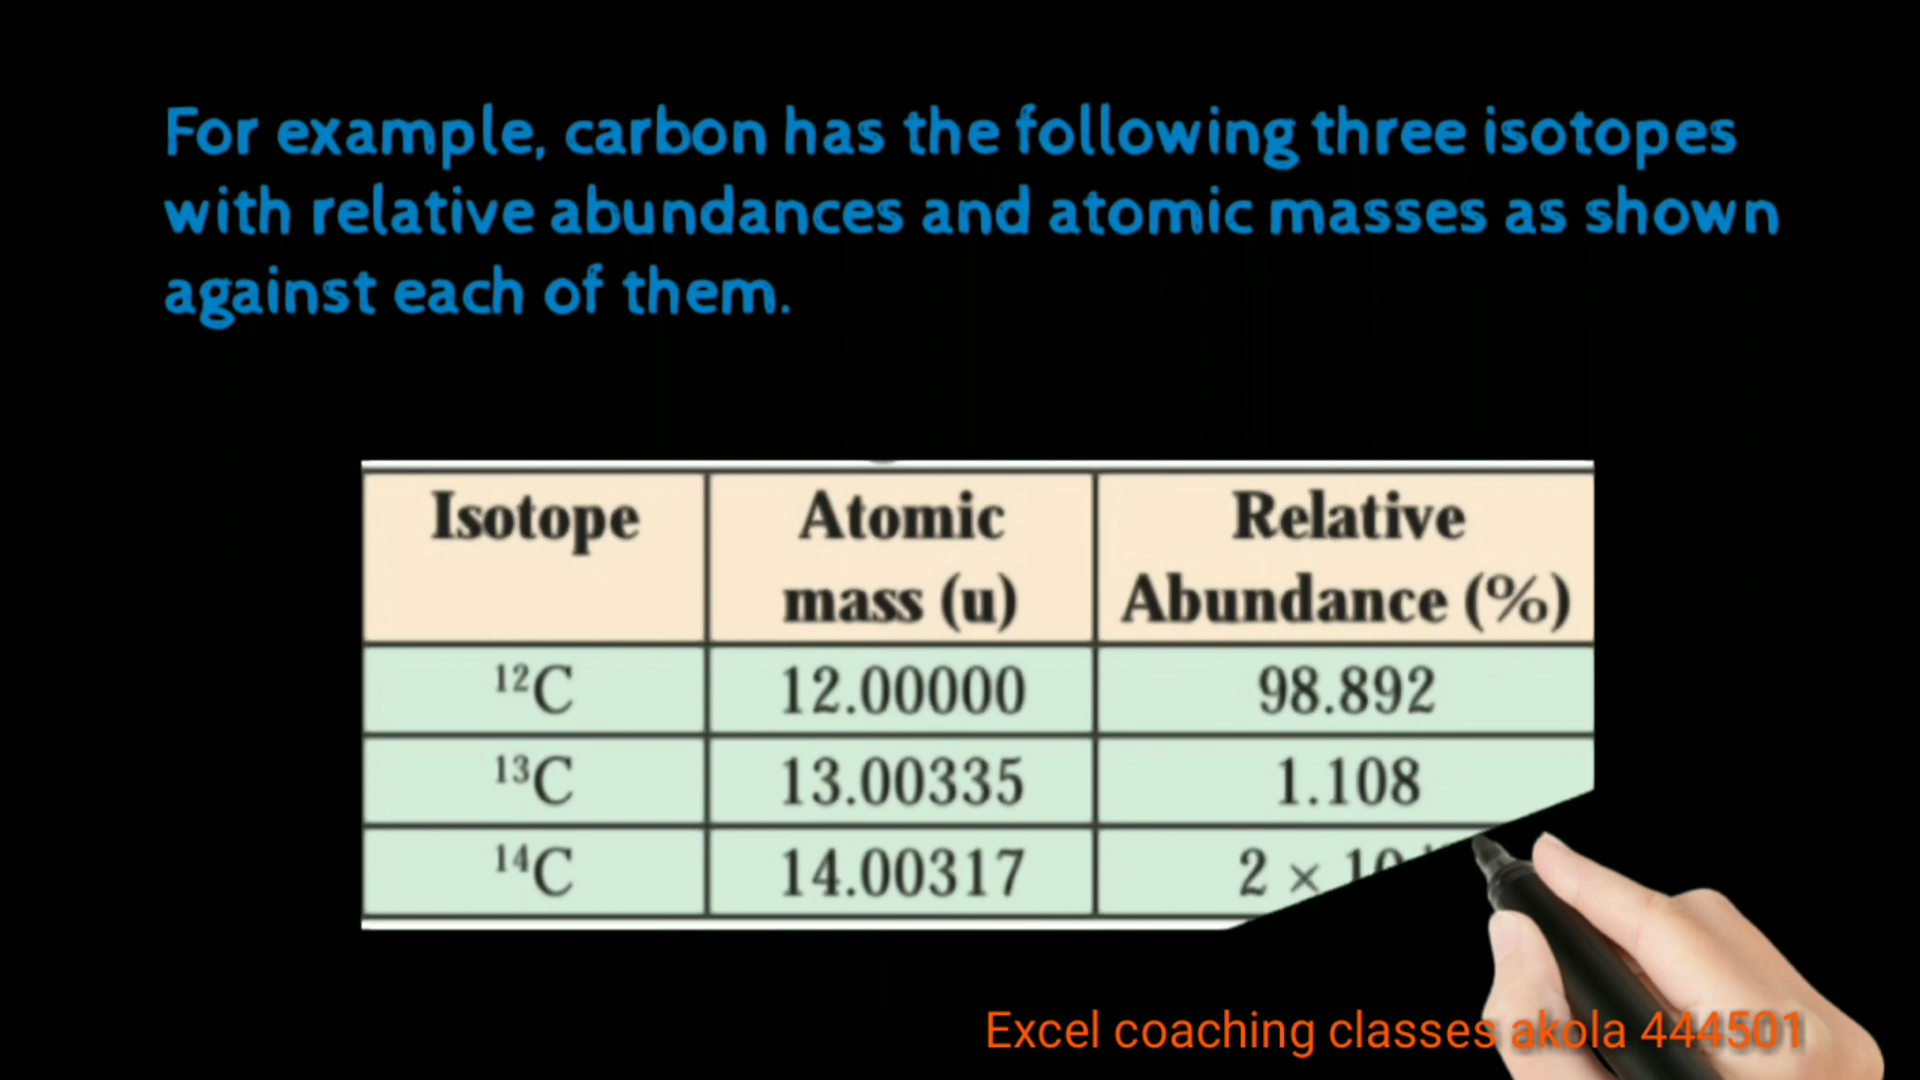 For example, carbon has the following three isotopes
with relative abundances and atomic masses as shown
against each of them.
Isotope Atomic mass (u) Relative Abundance (%)
¹²C 12.00000 98.892
¹³C 13.00335 1.108
¹⁴C 14.00317 2 × 10
Excel coaching classes akola 444501